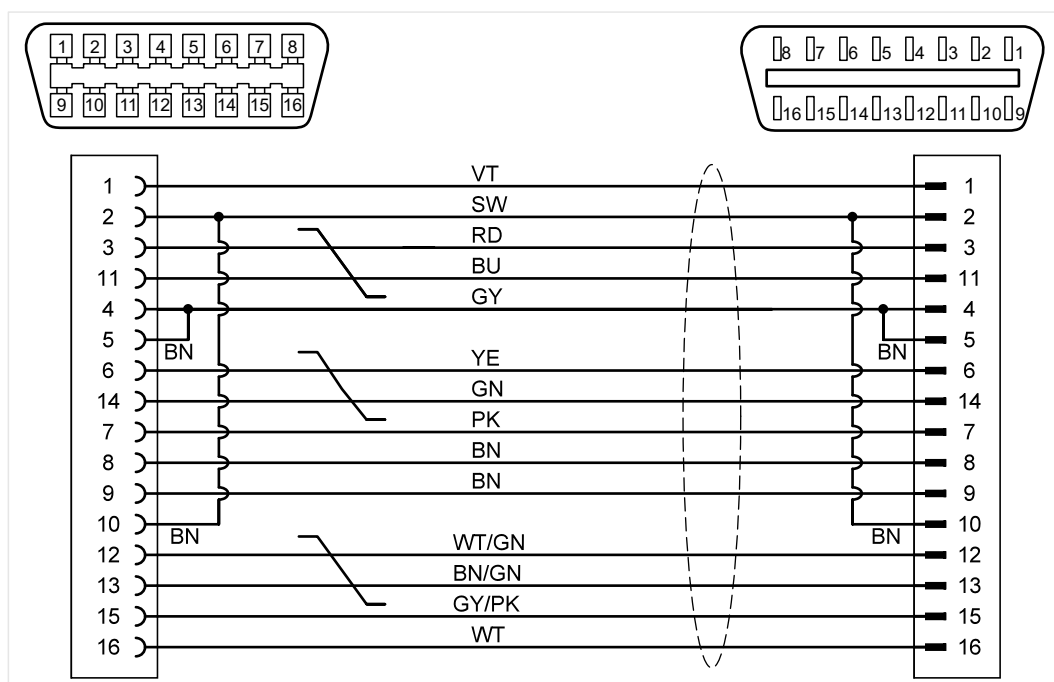 1 2 3 4 5 6 7 8
8 7 6 5 4 3 2 1
9 10 11 12 13 14 15 16
16 15 14 13 12 11 10 9
1 VT 1
2 SW 2
3 RD 3
11 BU 11
4 GY 4
5 BN BN 5
6 YE 6
14 GN 14
7 PK 7
8 BN 8
9 BN 9
10 BN BN 10
12 WT/GN 12
13 BN/GN 13
15 GY/PK 15
16 WT 16